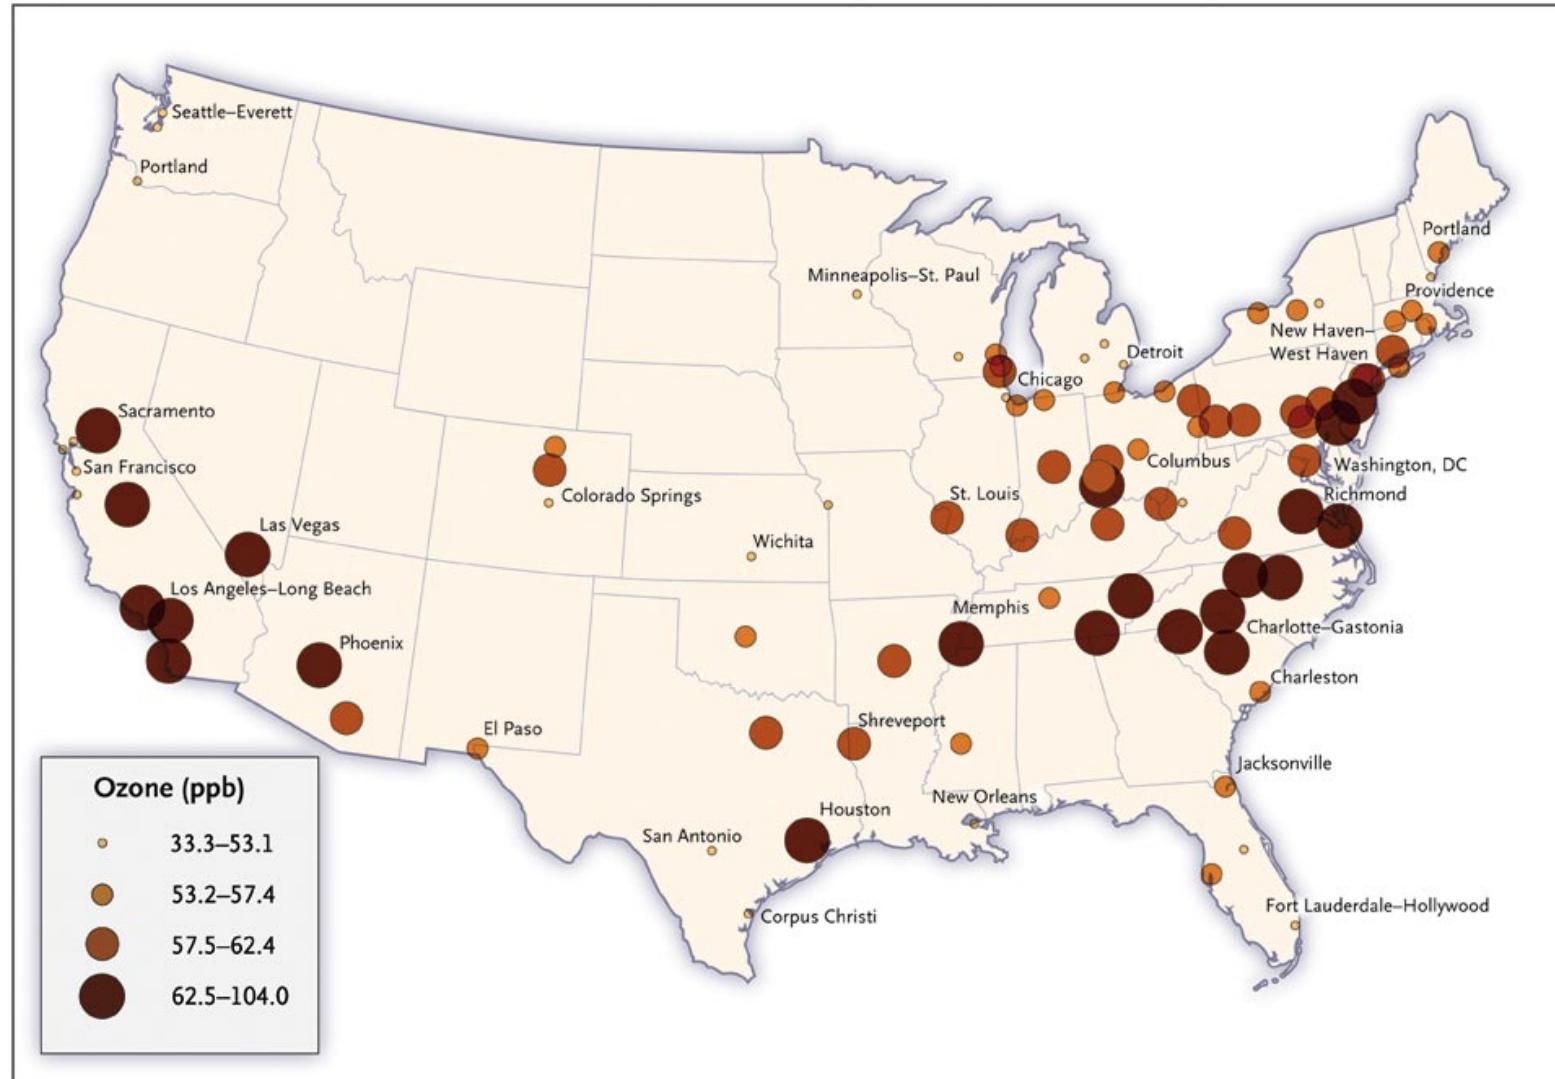 Seattle–Everett
Portland
Portland
Minneapolis–St. Paul
Providence
New Haven–
West Haven
Detroit
Chicago
Sacramento
San Francisco
Columbus
Washington, DC
Colorado Springs
St. Louis
Richmond
Las Vegas
Wichita
Los Angeles–Long Beach
Memphis
Charlotte–Gastonia
Phoenix
Charleston
El Paso
Shreveport
Jacksonville
New Orleans
Houston
San Antonio
Fort Lauderdale–Hollywood
Corpus Christi
Ozone (ppb)
33.3–53.1
53.2–57.4
57.5–62.4
62.5–104.0